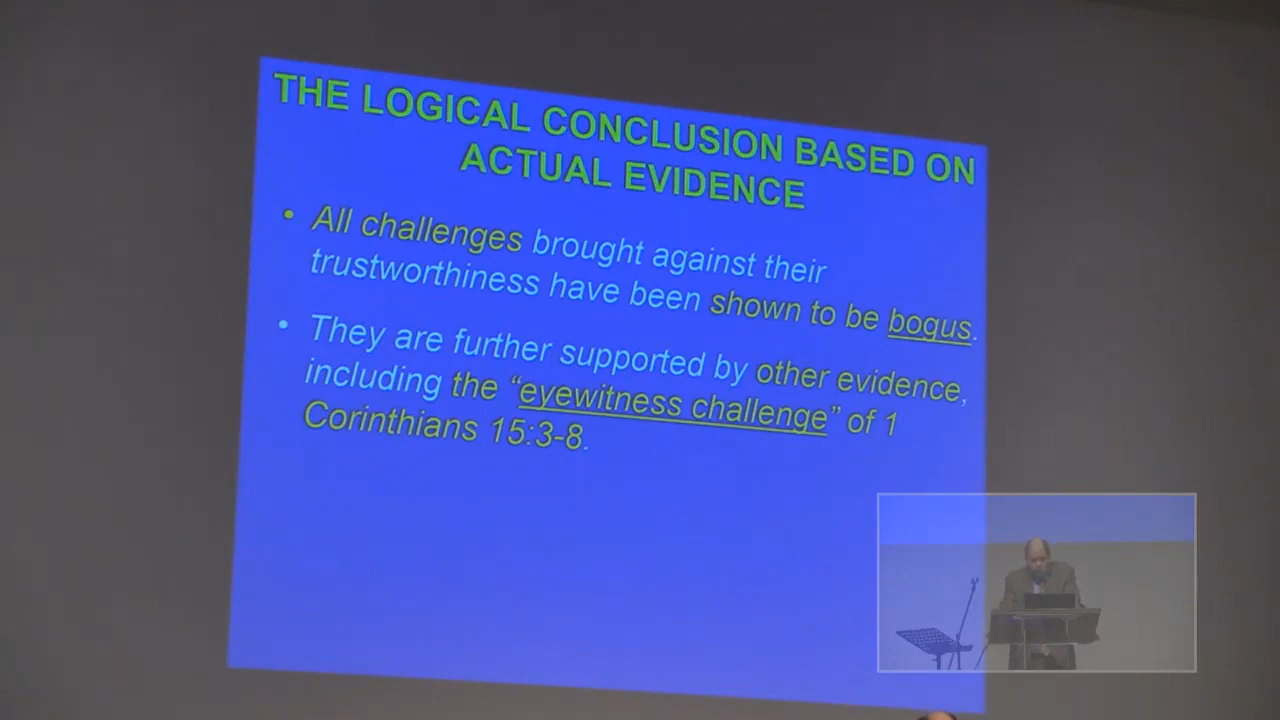 THE LOGICAL CONCLUSION BASED ON
ACTUAL EVIDENCE
• All challenges brought against their
trustworthiness have been shown to be bogus.
• They are further supported by other evidence,
including the “eyewitness challenge” of 1
Corinthians 15:3-8.